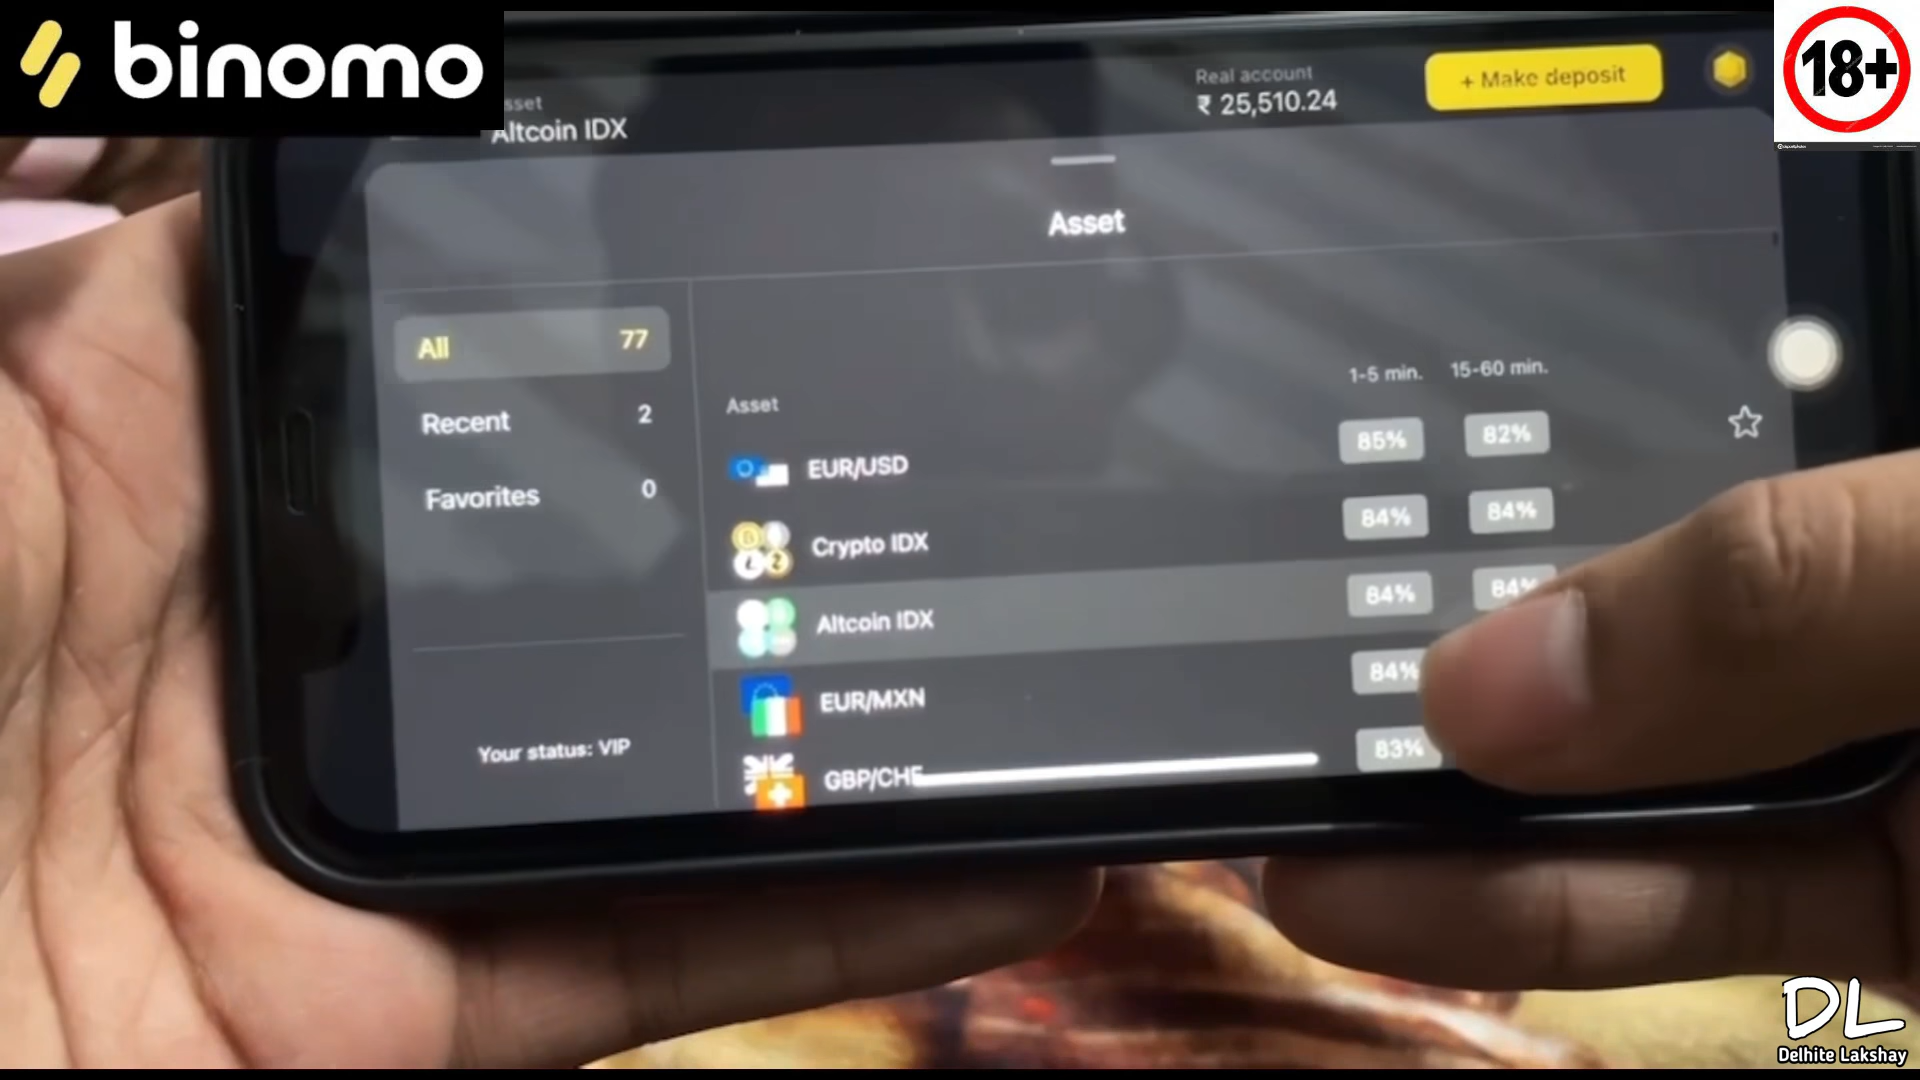 binomo
18+
Real account
₹ 25,510.24
+ Make deposit
sset
Altcoin IDX
Asset
All 77
Recent 2
Favorites 0
Your status: VIP
Asset 1-5 min. 15-60 min.
EUR/USD 85% 82%
Crypto IDX 84% 84%
Altcoin IDX 84% 84%
EUR/MXN 84%
GBP/CHF 83%
DL
Delhite Lakshay